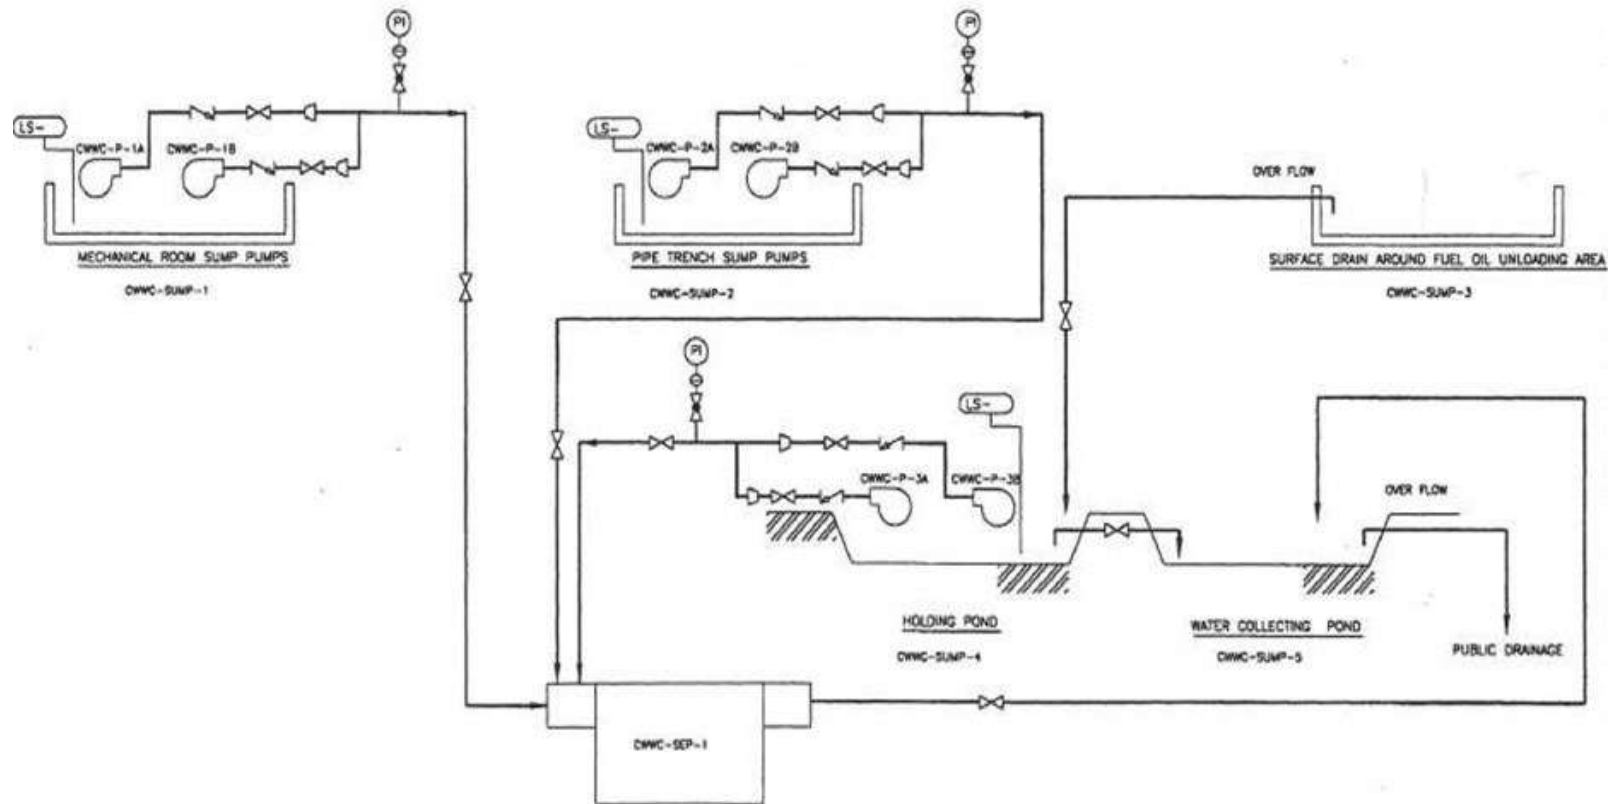 PI
PI
LS-
CWWC-P-1A
CWWC-P-1B
LS-
CWWC-P-2A
CWWC-P-2B
OVER FLOW
MECHANICAL ROOM SUMP PUMPS
CWWC-SUMP-1
PIPE TRENCH SUMP PUMPS
CWWC-SUMP-2
SURFACE DRAIN AROUND FUEL OIL UNLOADING AREA
CWWC-SUMP-3
PI
LS-
CWWC-P-3A
CWWC-P-3B
OVER FLOW
HOLDING POND
CWWC-SUMP-4
WATER COLLECTING POND
CWWC-SUMP-5
PUBLIC DRAINAGE
CWWC-SEP-1